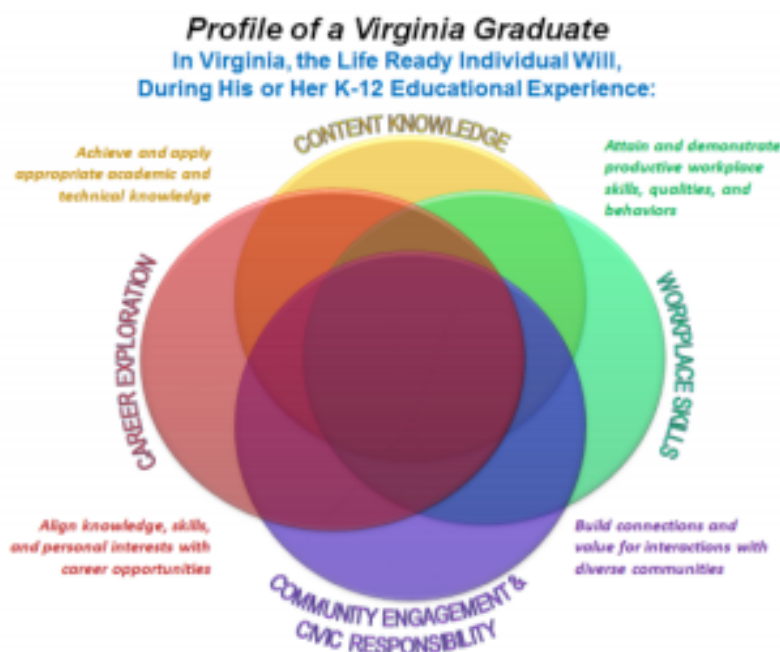 Profile of a Virginia Graduate
In Virginia, the Life Ready Individual Will,
During His or Her K-12 Educational Experience:
CONTENT KNOWLEDGE
Achieve and apply
appropriate academic and
technical knowledge
Attain and demonstrate
productive workplace
skills, qualities, and
behaviors
CAREER EXPLORATION
WORKPLACE SKILLS
Align knowledge, skills,
and personal interests with
career opportunities
Build connections and
value for interactions with
diverse communities
COMMUNITY ENGAGEMENT &
CIVIC RESPONSIBILITY